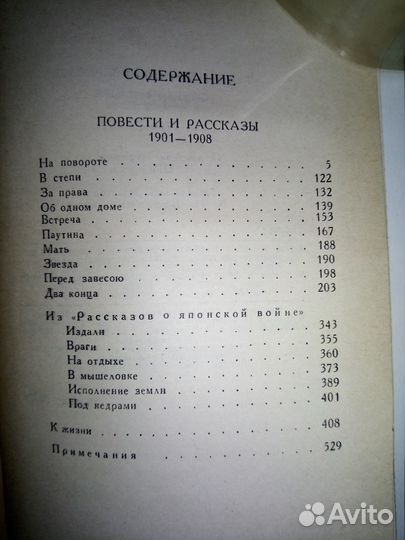 СОДЕРЖАНИЕ
ПОВЕСТИ И РАССКАЗЫ
1901—1908
На повороте . . . . . . . . . . 5
В степи . . . . . . . . . . 122
За права . . . . . . . . . . 132
Об одном доме . . . . . . . . . . 139
Встреча . . . . . . . . . . 153
Паутина . . . . . . . . . . 167
Мать . . . . . . . . . . 188
Звезда . . . . . . . . . . 190
Перед завесою . . . . . . . . . . 198
Два конца . . . . . . . . . . 203
Из «Рассказов о японской войне»
Издали . . . . . . . . . . 343
Враги . . . . . . . . . . 355
На отдыхе . . . . . . . . . . 360
В мышеловке . . . . . . . . . . 373
Исполнение земли . . . . . . . . . . 389
Под кедрами . . . . . . . . . . 401
К жизни . . . . . . . . . . 408
Примечания . . . . . . . . . . 529
Avito